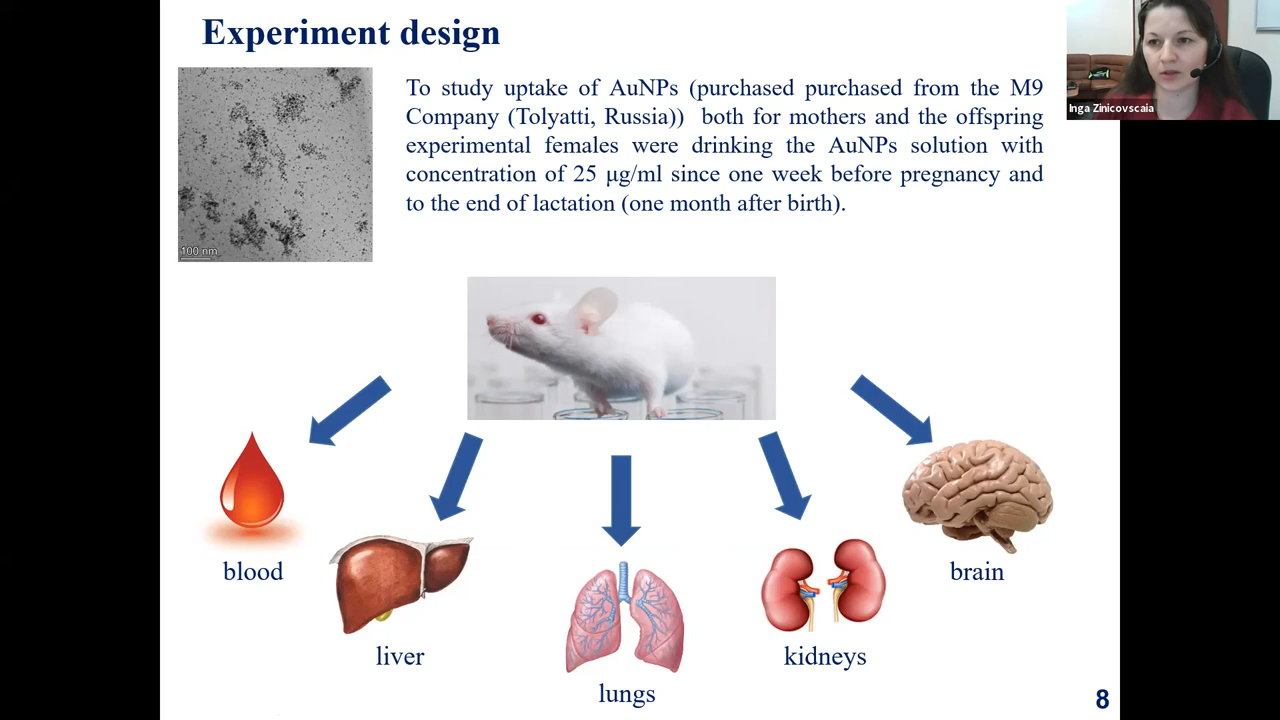 Experiment design
To study uptake of AuNPs (purchased purchased from the M9
Company (Tolyatti, Russia)) both for mothers and the offspring
experimental females were drinking the AuNPs solution with
concentration of 25 μg/ml since one week before pregnancy and
to the end of lactation (one month after birth).
100 nm
Inga Zinicovscaia
blood
liver
lungs
kidneys
brain
8